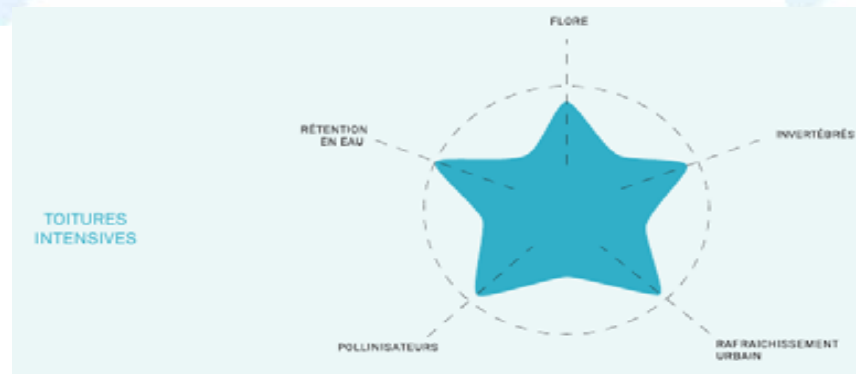 FLORE
RÉTENTION
EN EAU
INVERTÉBRÉS
TOITURES
INTENSIVES
POLLINISATEURS
RAFRAICHISSEMENT
URBAIN